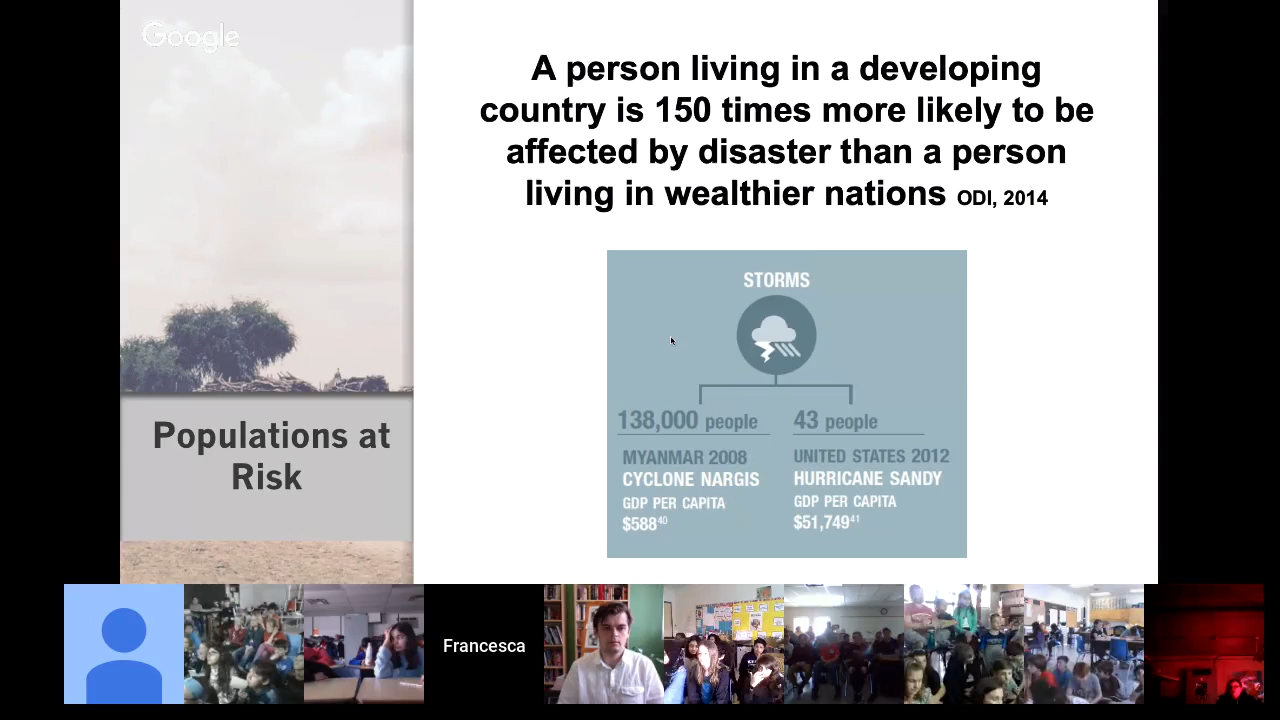 Google
A person living in a developing
country is 150 times more likely to be
affected by disaster than a person
living in wealthier nations ODI, 2014
Populations at
Risk
STORMS
138,000 people
MYANMAR 2008
CYCLONE NARGIS
GDP PER CAPITA
$588⁴⁰
43 people
UNITED STATES 2012
HURRICANE SANDY
GDP PER CAPITA
$51,749⁴¹
Francesca